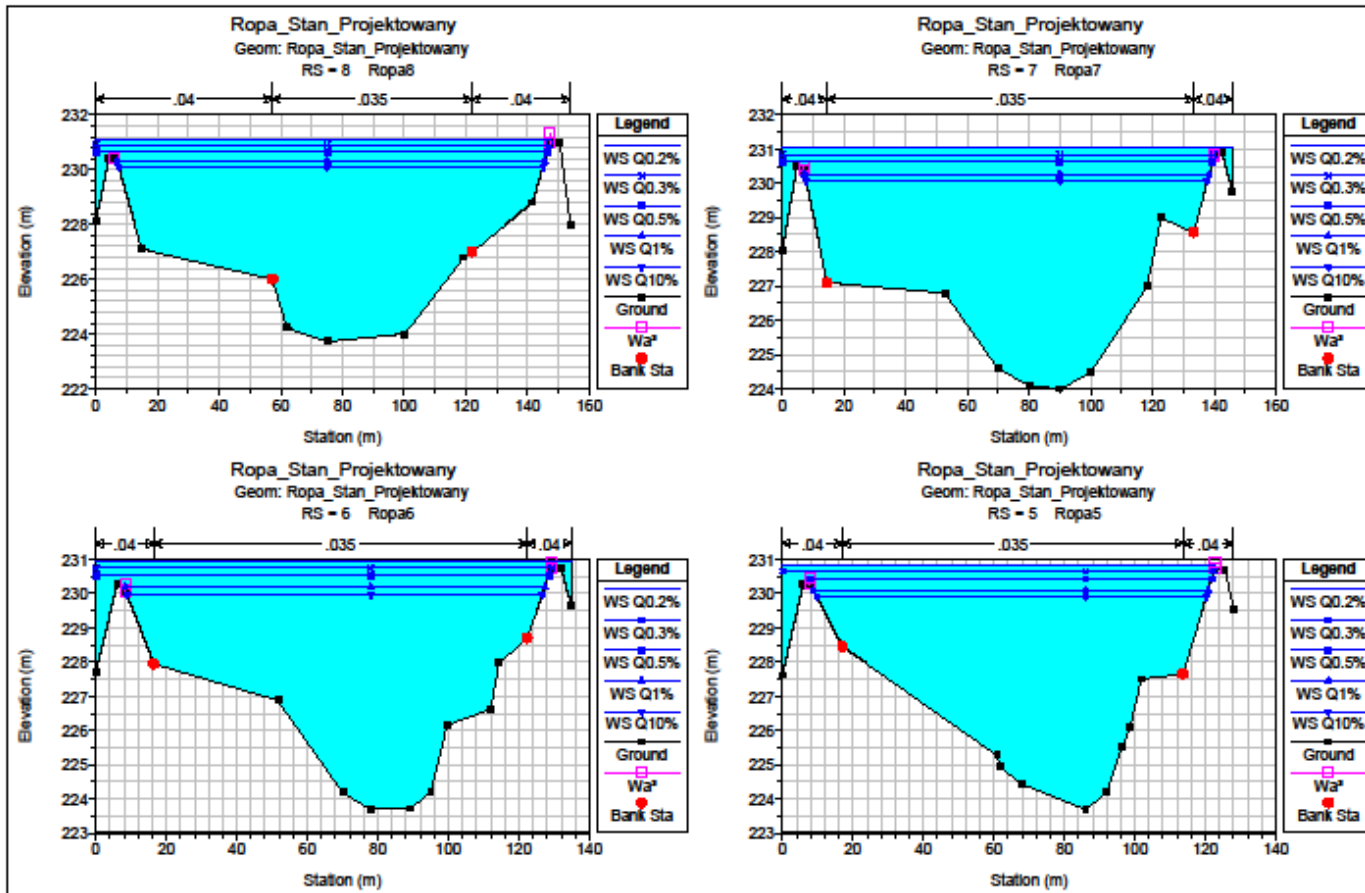 Ropa_Stan_Projektowany
Geom: Ropa_Stan_Projektowany
RS = 8 Ropa8
.04 .035 .04
232
230
228
226
224
222
Elevation (m)
0 20 40 60 80 100 120 140 160
Station (m)
Legend
WS Q0.2%
WS Q0.3%
WS Q0.5%
WS Q1%
WS Q10%
Ground
Wa³
Bank Sta
Ropa_Stan_Projektowany
Geom: Ropa_Stan_Projektowany
RS = 7 Ropa7
.04 .035 .04
232
231
230
229
228
227
226
225
224
Elevation (m)
0 20 40 60 80 100 120 140 160
Station (m)
Legend
WS Q0.2%
WS Q0.3%
WS Q0.5%
WS Q1%
WS Q10%
Ground
Wa³
Bank Sta
Ropa_Stan_Projektowany
Geom: Ropa_Stan_Projektowany
RS = 6 Ropa6
.04 .035 .04
231
230
229
228
227
226
225
224
223
Elevation (m)
0 20 40 60 80 100 120 140
Station (m)
Legend
WS Q0.2%
WS Q0.3%
WS Q0.5%
WS Q1%
WS Q10%
Ground
Wa³
Bank Sta
Ropa_Stan_Projektowany
Geom: Ropa_Stan_Projektowany
RS = 5 Ropa5
.04 .035 .04
231
230
229
228
227
226
225
224
223
Elevation (m)
0 20 40 60 80 100 120 140
Station (m)
Legend
WS Q0.2%
WS Q0.3%
WS Q0.5%
WS Q1%
WS Q10%
Ground
Wa³
Bank Sta